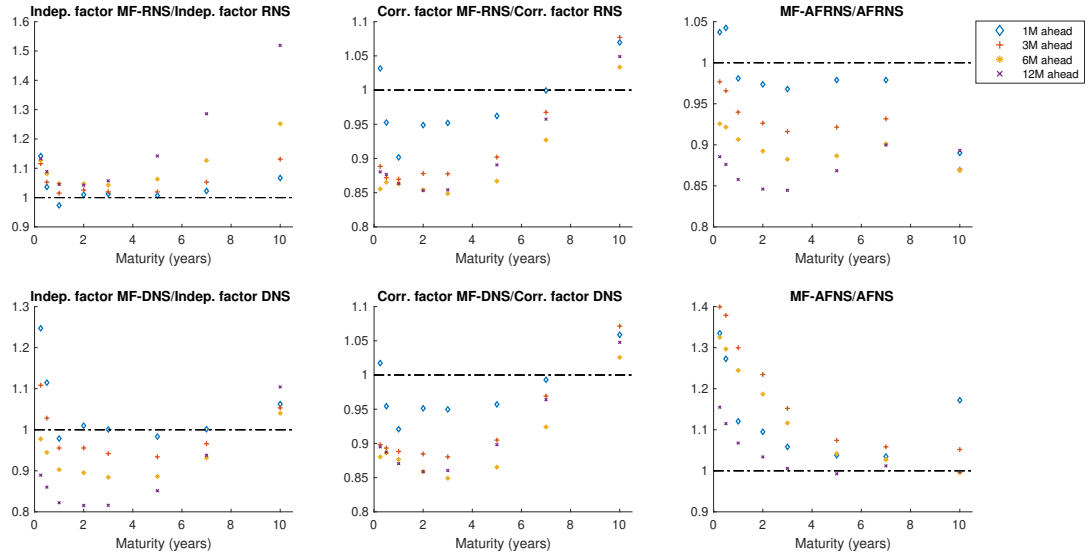 Indep. factor MF-RNS/Indep. factor RNS
1.6
1.5
1.4
1.3
1.2
1.1
1
0.9
0 2 4 6 8 10
Maturity (years)
Corr. factor MF-RNS/Corr. factor RNS
1.1
1.05
1
0.95
0.9
0.85
0.8
0 2 4 6 8 10
Maturity (years)
MF-AFRNS/AFRNS
1.05
1
0.95
0.9
0.85
0.8
0 2 4 6 8 10
Maturity (years)
1M ahead
3M ahead
6M ahead
12M ahead
Indep. factor MF-DNS/Indep. factor DNS
1.3
1.2
1.1
1
0.9
0.8
0 2 4 6 8 10
Maturity (years)
Corr. factor MF-DNS/Corr. factor DNS
1.1
1.05
1
0.95
0.9
0.85
0.8
0 2 4 6 8 10
Maturity (years)
MF-AFNS/AFNS
1.4
1.3
1.2
1.1
1
0.9
0 2 4 6 8 10
Maturity (years)